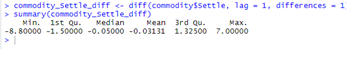 > commodity_Settle_diff <- diff(commodity$Settle, lag = 1, differences = 1
> summary(commodity_Settle_diff)
Min. 1st Qu. Median Mean 3rd Qu. Max.
-8.80000 -1.50000 -0.05000 -0.03131 1.32500 7.00000
>